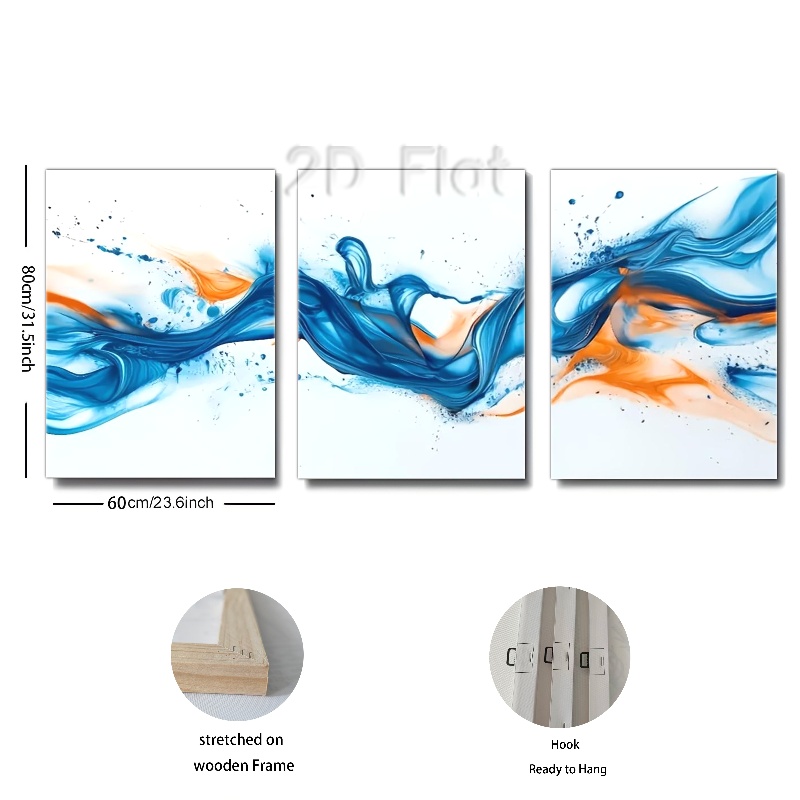 2D Flat
80cm/31.5inch
60cm/23.6inch
stretched on
wooden Frame
Hook
Ready to Hang